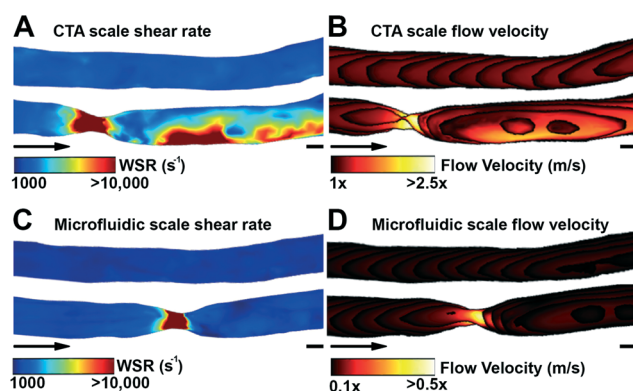 A CTA scale shear rate
WSR (s⁻¹)
1000 >10,000
B CTA scale flow velocity
Flow Velocity (m/s)
1x >2.5x
C Microfluidic scale shear rate
WSR (s⁻¹)
1000 >10,000
D Microfluidic scale flow velocity
Flow Velocity (m/s)
0.1x >0.5x